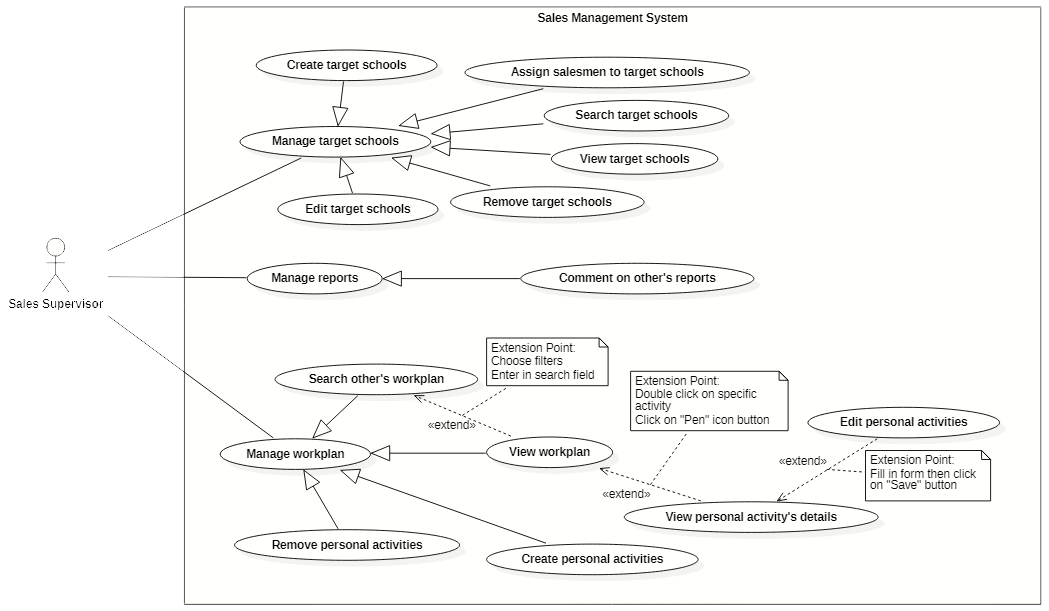 Sales Management System
Create target schools
Assign salesmen to target schools
Search target schools
Manage target schools
View target schools
Remove target schools
Edit target schools
Manage reports
Comment on other's reports
Sales Supervisor
Extension Point:
Choose filters
Enter in search field
Search other's workplan
Extension Point:
Double click on specific
activity
Click on "Pen" icon button
«extend»
Edit personal activities
Manage workplan
View workplan
«extend»
Extension Point:
Fill in form then click
on "Save" button
«extend»
View personal activity's details
Remove personal activities
Create personal activities